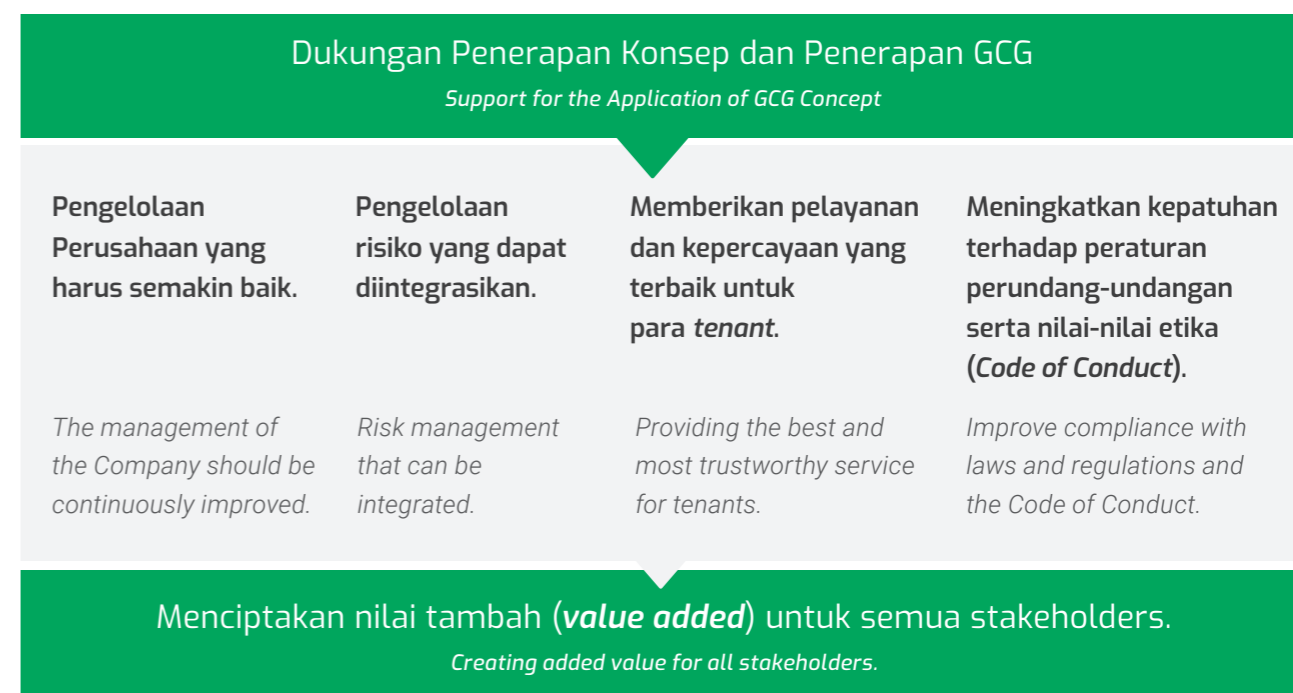 Dukungan Penerapan Konsep dan Penerapan GCG
Support for the Application of GCG Concept
Pengelolaan
Perusahaan yang
harus semakin baik.
The management of
the Company should be
continuously improved.
Pengelolaan
risiko yang dapat
diintegrasikan.
Risk management
that can be
integrated.
Memberikan pelayanan
dan kepercayaan yang
terbaik untuk
para tenant.
Providing the best and
most trustworthy service
for tenants.
Meningkatkan kepatuhan
terhadap peraturan
perundang-undangan
serta nilai-nilai etika
(Code of Conduct).
Improve compliance with
laws and regulations and
the Code of Conduct.
Menciptakan nilai tambah (value added) untuk semua stakeholders.
Creating added value for all stakeholders.